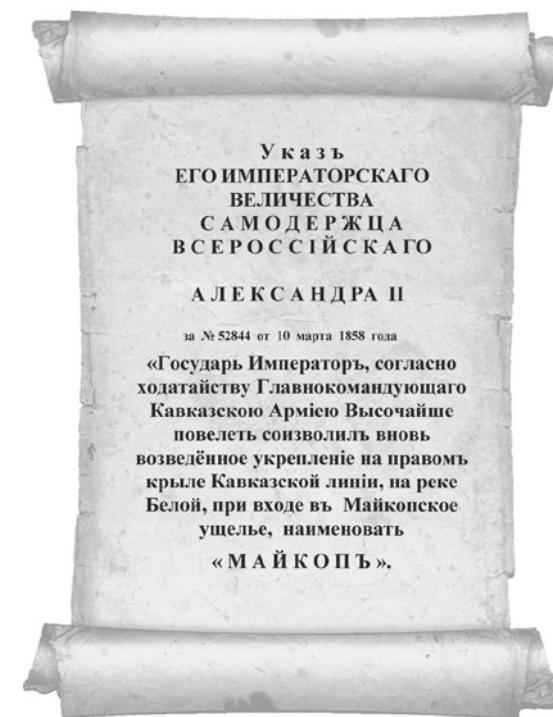 Указъ
ЕГО ИМПЕРАТОРСКАГО
ВЕЛИЧЕСТВА
САМОДЕРЖЦА
ВСЕРОССІЙСКАГО
АЛЕКСАНДРА II
за № 52844 от 10 марта 1858 года
«Государь Императоръ, согласно
ходатайству Главнокомандующаго
Кавказскою Арміею Высочайше
повелеть соизволилъ вновь
возведённое укрепленіе на правомъ
крыле Кавказской линіи, на реке
Белой, при входе въ Майкопское
ущелье, наименовать
«МАЙКОПЪ».